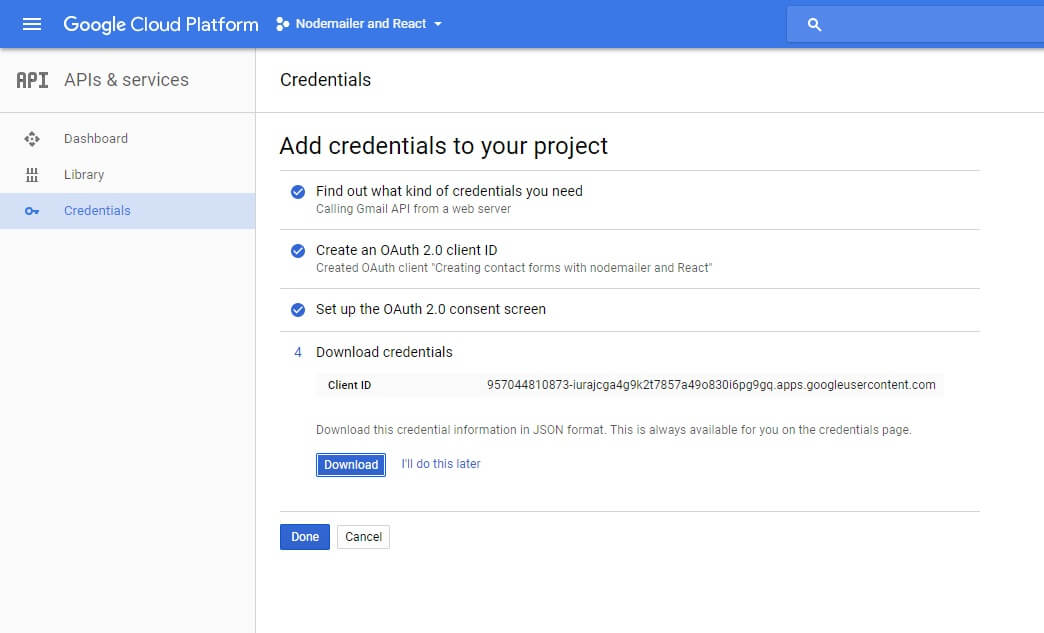 Google Cloud Platform
Nodemailer and React
API
APIs & services
Credentials
Dashboard
Library
Credentials
Add credentials to your project
Find out what kind of credentials you need
Calling Gmail API from a web server
Create an OAuth 2.0 client ID
Created OAuth client "Creating contact forms with nodemailer and React"
Set up the OAuth 2.0 consent screen
4 Download credentials
Client ID 957044810873-iurajcga4g9k2t7857a49o830i6pg9gq.apps.googleusercontent.com
Download this credential information in JSON format. This is always available for you on the credentials page.
Download I'll do this later
Done Cancel